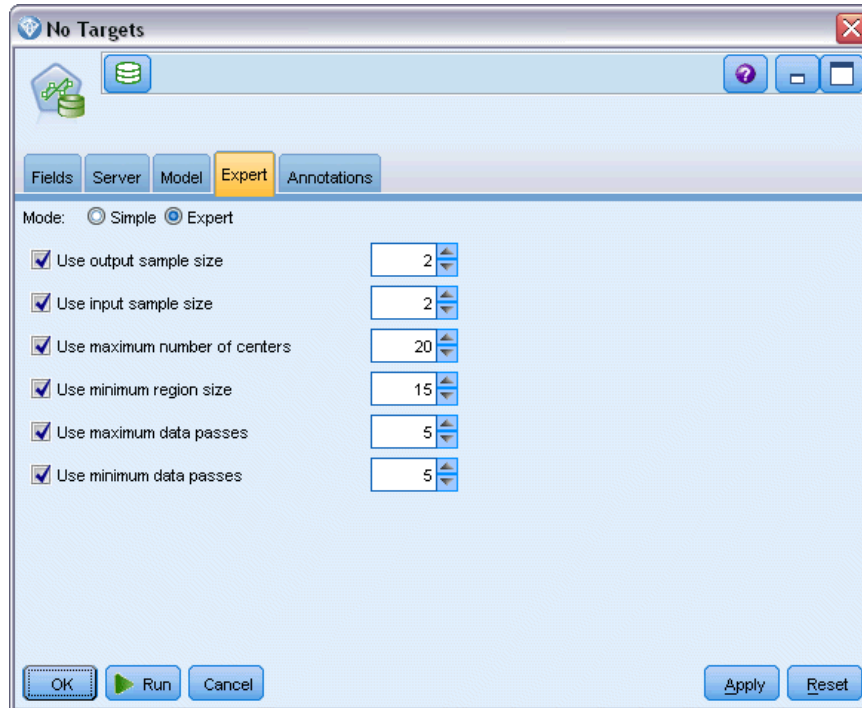 No Targets
Fields Server Model Expert Annotations
Mode: Simple Expert
Use output sample size 2
Use input sample size 2
Use maximum number of centers 20
Use minimum region size 15
Use maximum data passes 5
Use minimum data passes 5
OK Run Cancel Apply Reset